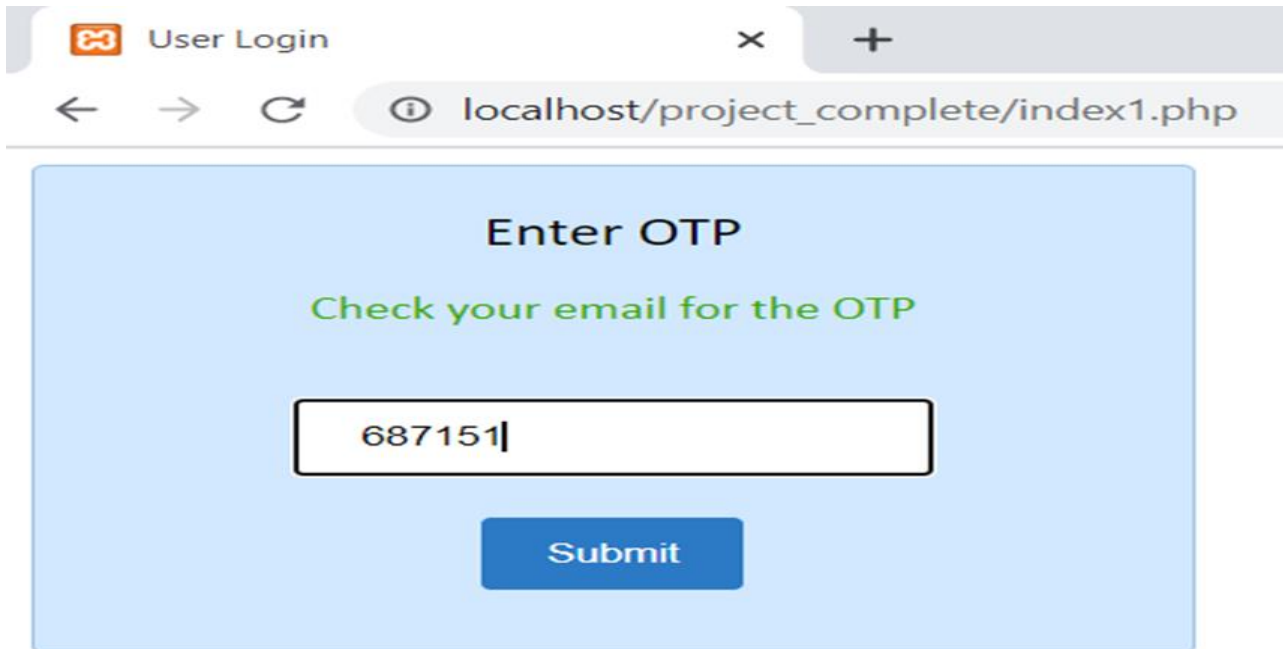 User Login
localhost/project_complete/index1.php
Enter OTP
Check your email for the OTP
687151
Submit